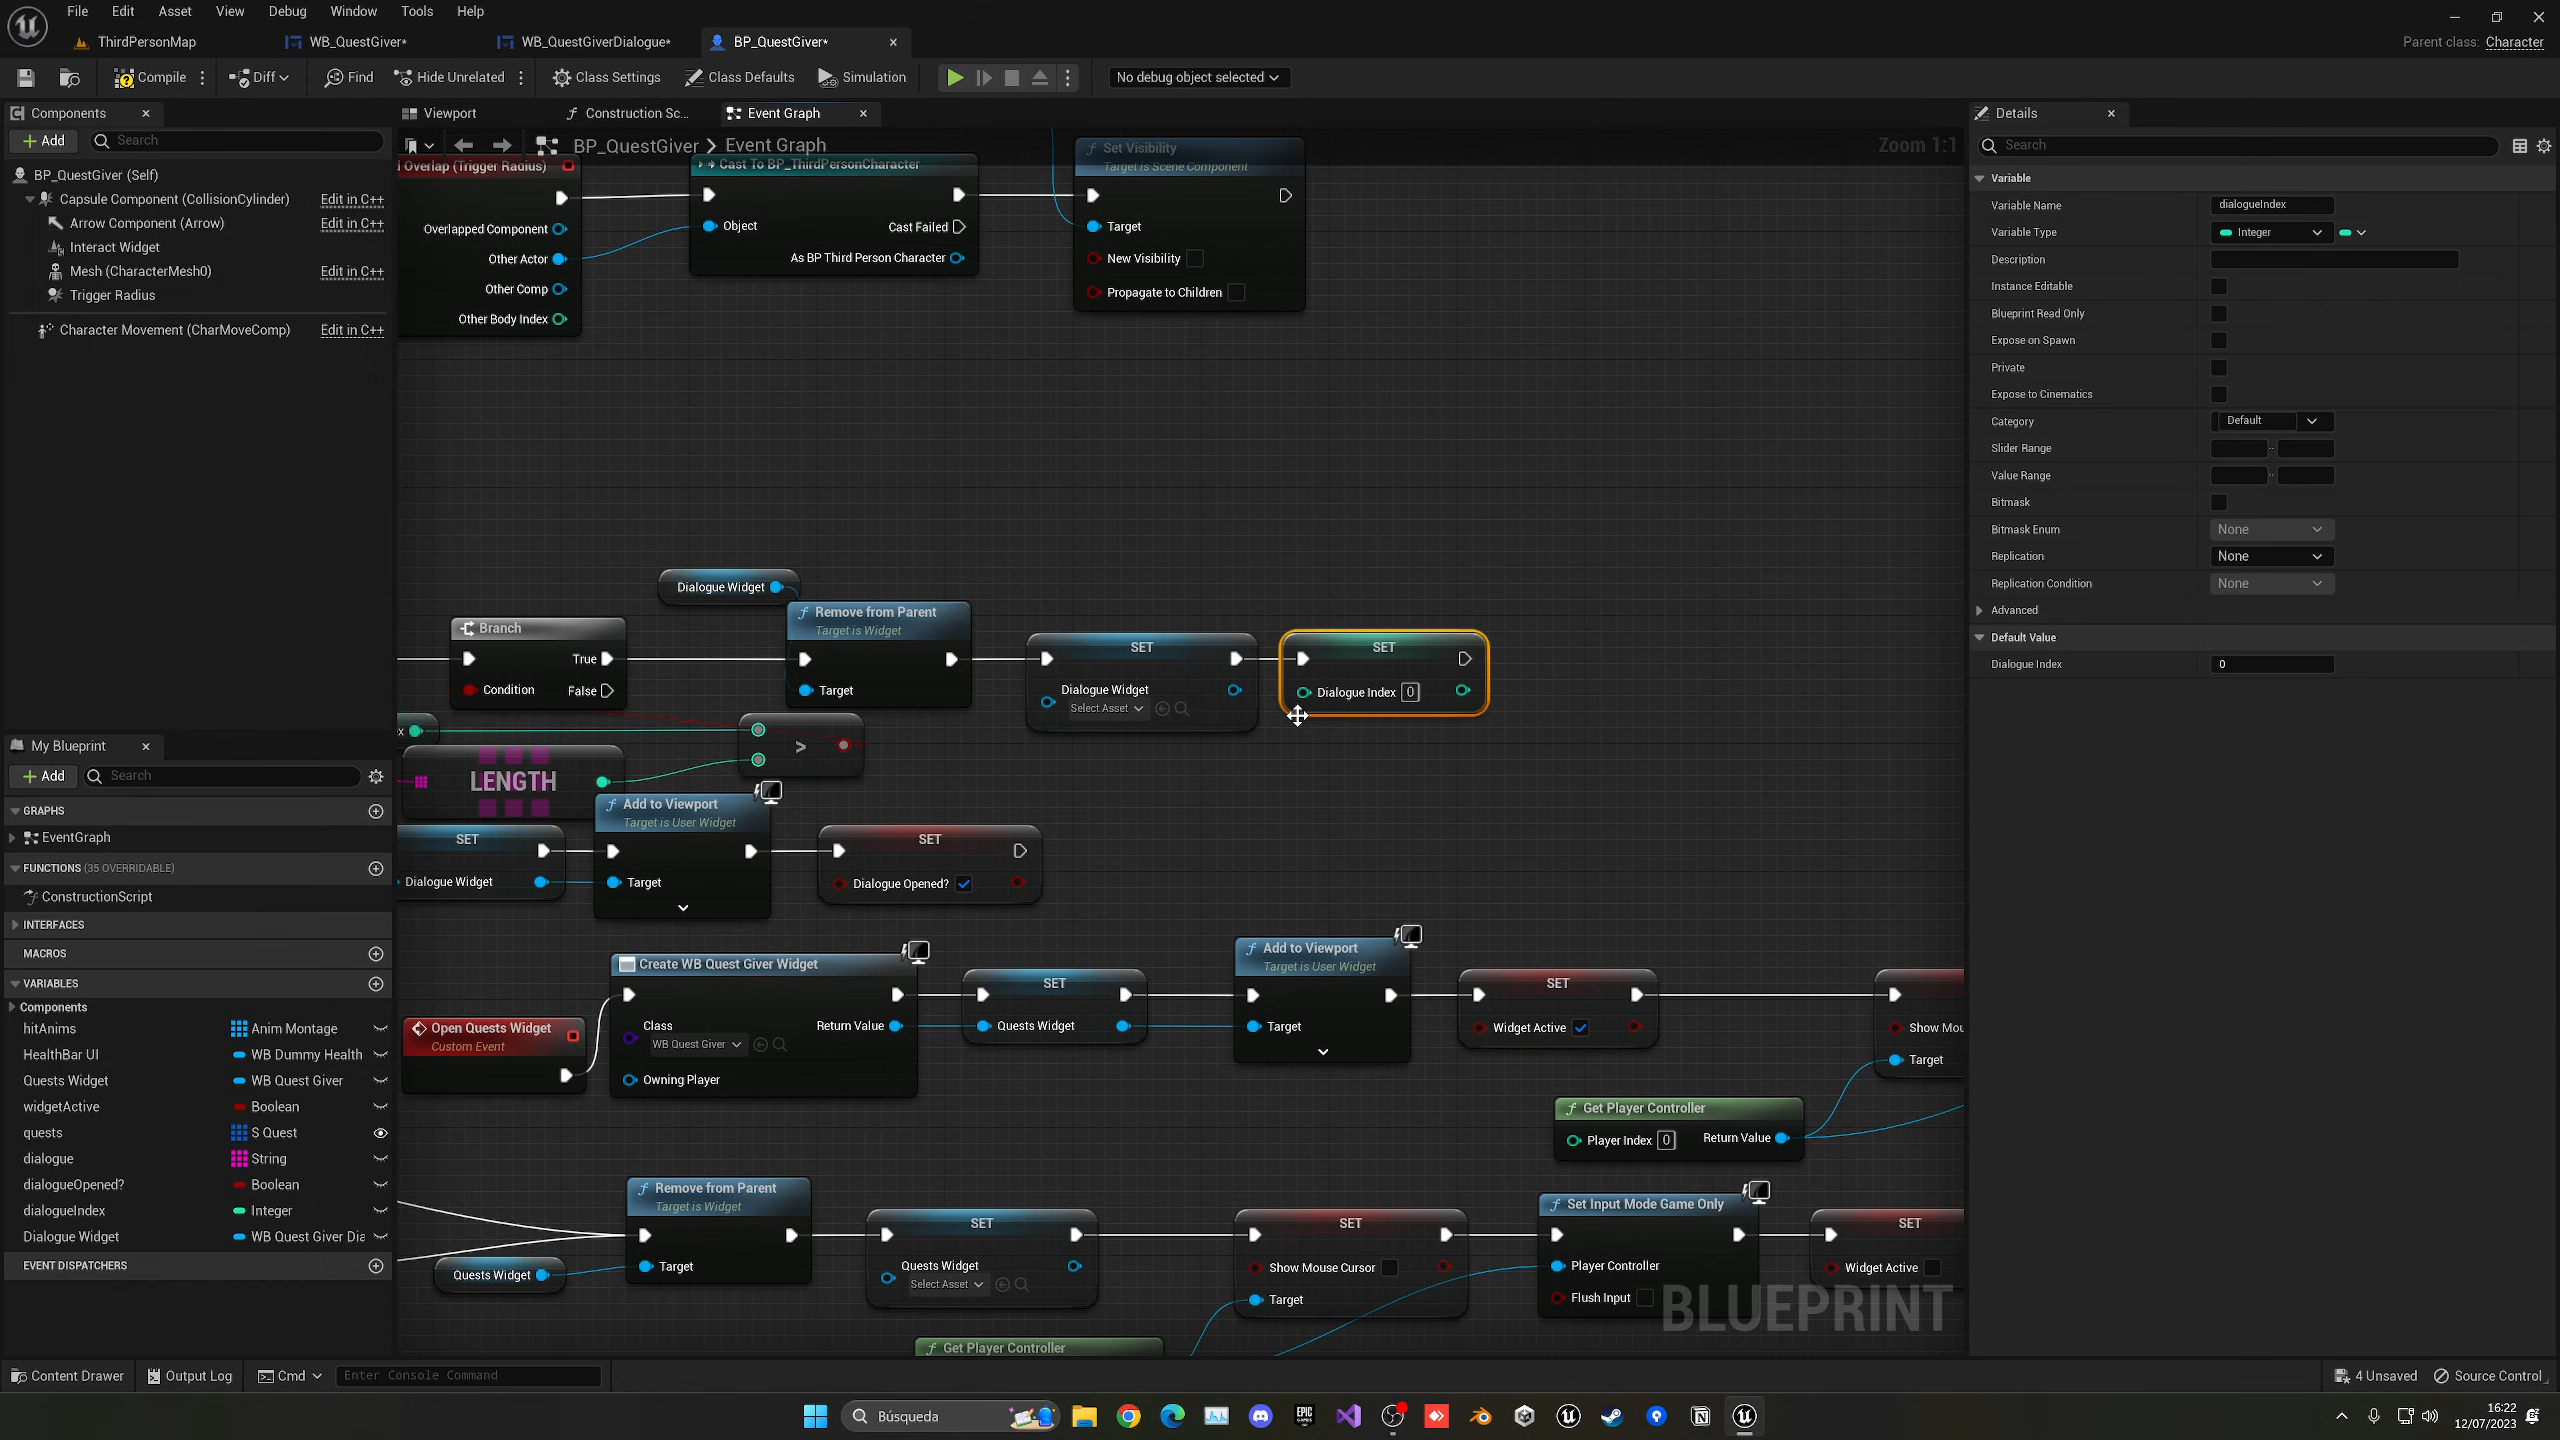 File Edit Asset View Debug Window Tools Help
ThirdPersonMap WB_QuestGiver* WB_QuestGiverDialogue* BP_QuestGiver*
Parent class: Character
Compile Diff Find Hide Unrelated Class Settings Class Defaults Simulation No debug object selected
Components
Add Search
BP_QuestGiver (Self)
Capsule Component (CollisionCylinder) Edit in C++
Arrow Component (Arrow) Edit in C++
Interact Widget
Mesh (CharacterMesh0) Edit in C++
Trigger Radius
Character Movement (CharMoveComp) Edit in C++
My Blueprint
Add Search
GRAPHS
EventGraph
FUNCTIONS (35 OVERRIDABLE)
ConstructionScript
INTERFACES
MACROS
VARIABLES
Components
hitAnims Anim Montage
HealthBar UI WB Dummy Health
Quests Widget WB Quest Giver
widgetActive Boolean
quests S Quest
dialogue String
dialogueOpened? Boolean
dialogueIndex Integer
Dialogue Widget WB Quest Giver Dia
EVENT DISPATCHERS
Viewport Construction Sc... Event Graph
BP_QuestGiver > Event Graph
Zoom 1:1
d Overlap (Trigger Radius)
Overlapped Component
Other Actor
Other Comp
Other Body Index
Cast To BP_ThirdPersonCharacter
Object
Cast Failed
As BP Third Person Character
Set Visibility
Target is Scene Component
Target
New Visibility
Propagate to Children
Dialogue Widget
Branch
True
Condition
False
Remove from Parent
Target is Widget
Target
SET
Dialogue Widget
Select Asset
SET
Dialogue Index 0
x
>
LENGTH
SET
Dialogue Widget
Add to Viewport
Target is User Widget
Target
SET
Dialogue Opened?
Open Quests Widget
Custom Event
Create WB Quest Giver Widget
Class
WB Quest Giver
Return Value
Owning Player
SET
Quests Widget
Add to Viewport
Target is User Widget
Target
SET
Widget Active
Show Mou
Target
Get Player Controller
Player Index 0
Return Value
Quests Widget
Remove from Parent
Target is Widget
Target
SET
Quests Widget
Select Asset
SET
Show Mouse Cursor
Target
Set Input Mode Game Only
Player Controller
Flush Input
SET
Widget Active
Get Player Controller
BLUEPRINT
Details
Search
Variable
Variable Name dialogueIndex
Variable Type Integer
Description
Instance Editable
Blueprint Read Only
Expose on Spawn
Private
Expose to Cinematics
Category Default
Slider Range
Value Range
Bitmask
Bitmask Enum None
Replication None
Replication Condition None
Advanced
Default Value
Dialogue Index 0
Content Drawer Output Log Cmd Enter Console Command
4 Unsaved Source Control
Búsqueda
EPIC GAMES
16:22
12/07/2023